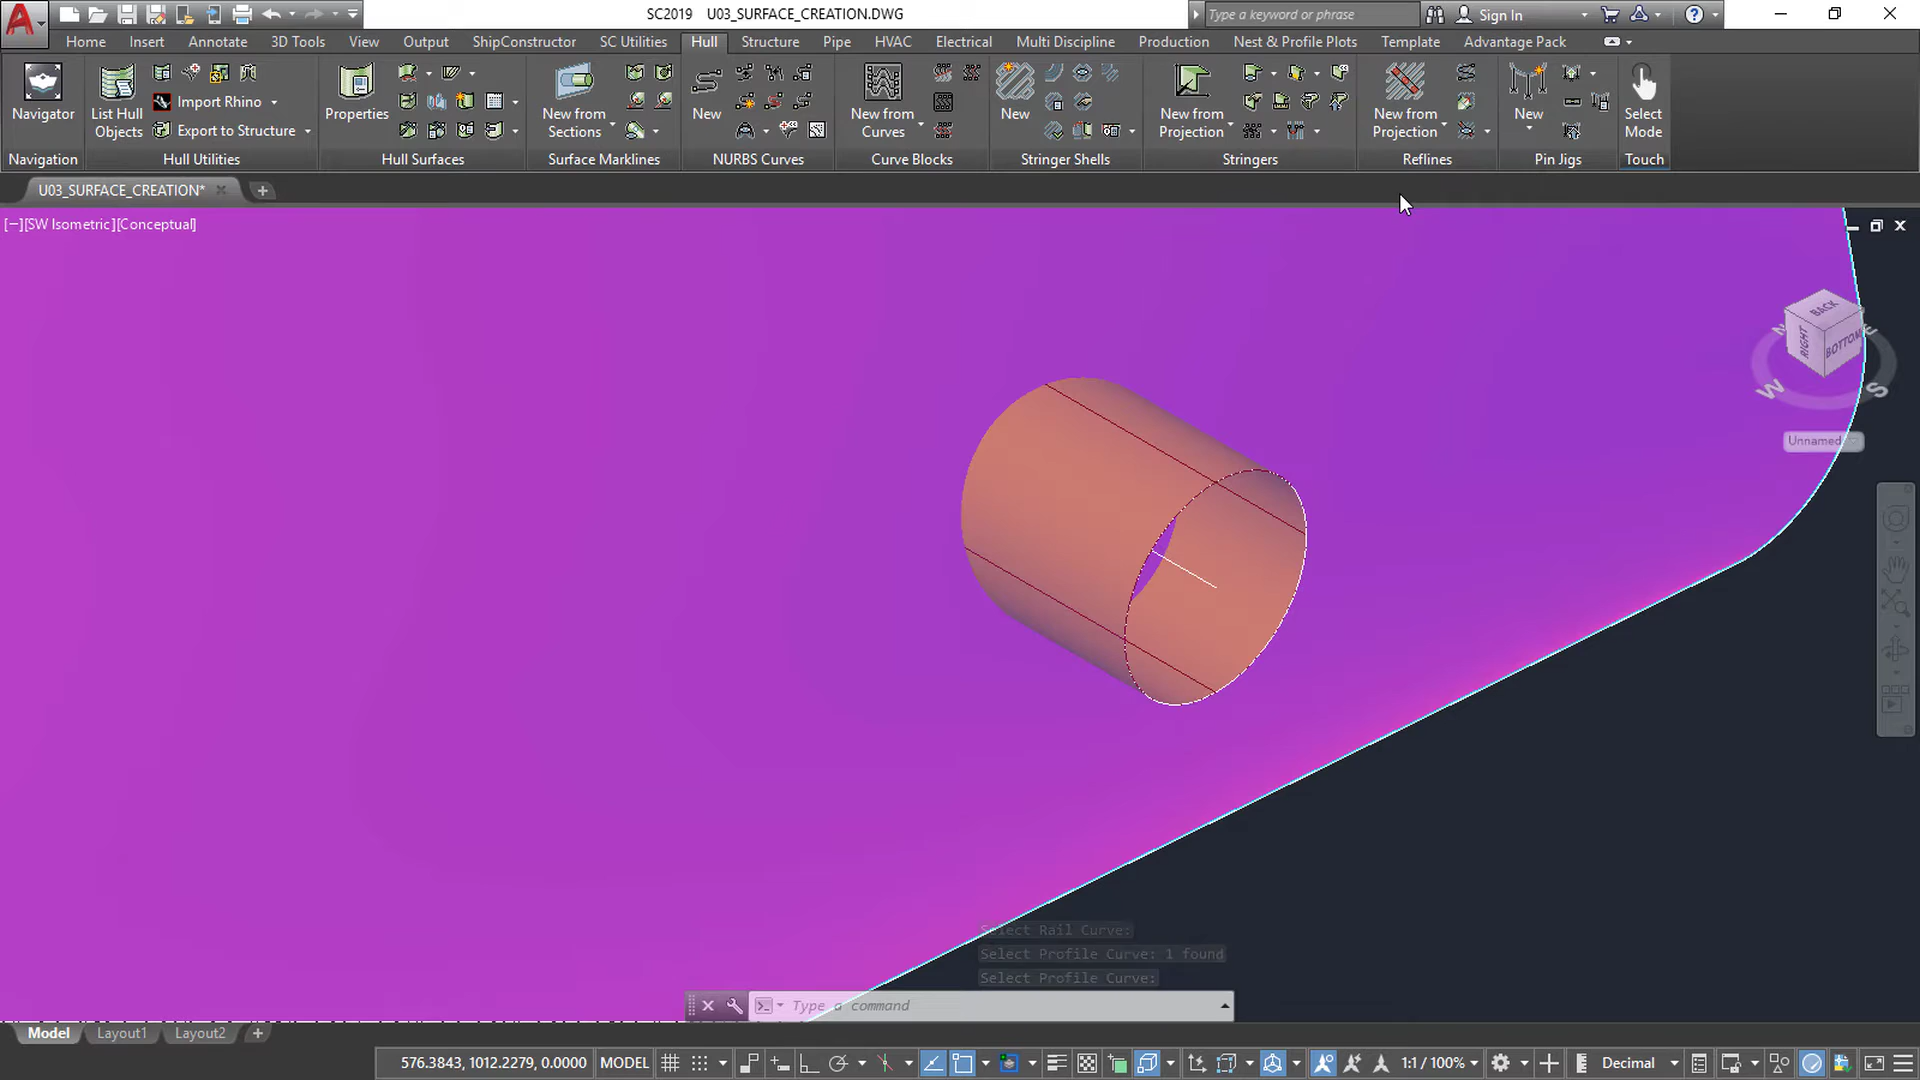 SC2019 U03_SURFACE_CREATION.DWG
Type a keyword or phrase
Sign In
Home Insert Annotate 3D Tools View Output ShipConstructor SC Utilities Hull Structure Pipe HVAC Electrical Multi Discipline Production Nest & Profile Plots Template Advantage Pack
Navigator
Navigation
List Hull Objects
Import Rhino
Export to Structure
Hull Utilities
Properties
Hull Surfaces
New from Sections
Surface Marklines
New
NURBS Curves
New from Curves
Curve Blocks
New
Stringer Shells
New from Projection
Stringers
New from Projection
Reflines
New
Pin Jigs
Select Mode
Touch
U03_SURFACE_CREATION*
[−][SW Isometric][Conceptual]
BACK
RIGHT
BOTTOM
N
E
W
S
Unnamed
Select Rail Curve:
Select Profile Curve: 1 found
Select Profile Curve:
Type a command
Model Layout1 Layout2
576.3843, 1012.2279, 0.0000 MODEL 1:1 / 100% Decimal